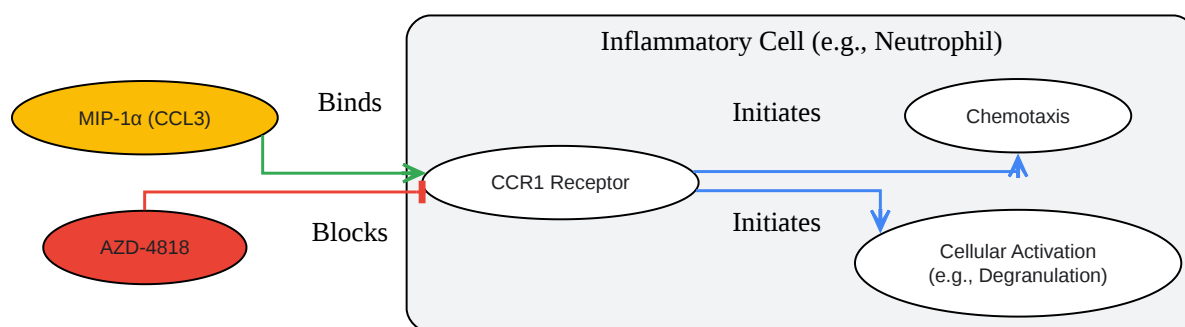 Inflammatory Cell (e.g., Neutrophil)
MIP-1α (CCL3)
Binds
Initiates
Chemotaxis
CCR1 Receptor
AZD-4818
Blocks
Initiates
Cellular Activation
(e.g., Degranulation)